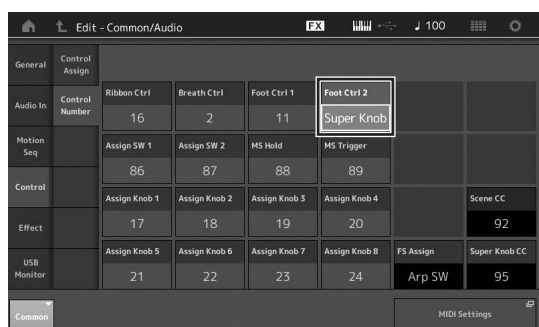 Edit - Common/Audio FX 100
General Control Assign
Audio In Control Number
Ribbon Ctrl Breath Ctrl Foot Ctrl 1 Foot Ctrl 2
16 2 11 Super Knob
Motion Seq
Assign SW 1 Assign SW 2 MS Hold MS Trigger
86 87 88 89
Control
Assign Knob 1 Assign Knob 2 Assign Knob 3 Assign Knob 4 Scene CC
17 18 19 20 92
Effect
Assign Knob 5 Assign Knob 6 Assign Knob 7 Assign Knob 8 FS Assign Super Knob CC
USB Monitor
21 22 23 24 Arp SW 95
Common MIDI Settings